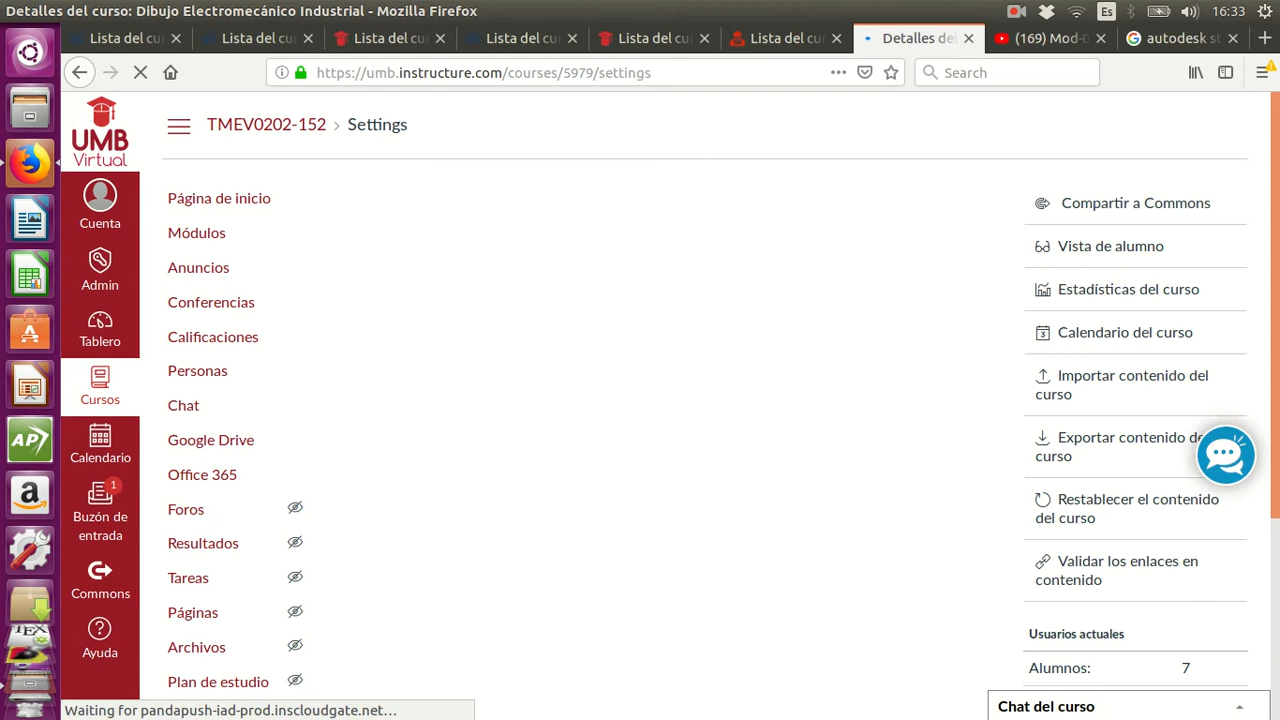 Detalles del curso: Dibujo Electromecánico Industrial - Mozilla Firefox
Es
16:33
Lista del cu
Lista del cu
Lista del cu
Lista del cu
Lista del cu
Lista del cu
Detalles del
(169) Mod-0
autodesk st
https://umb.instructure.com/courses/5979/settings
Search
UMB
Virtual
TMEV0202-152 › Settings
Cuenta
Admin
Tablero
Cursos
Calendario
1
Buzón de
entrada
Commons
Ayuda
Página de inicio
Módulos
Anuncios
Conferencias
Calificaciones
Personas
Chat
Google Drive
Office 365
Foros
Resultados
Tareas
Páginas
Archivos
Plan de estudio
Compartir a Commons
Vista de alumno
Estadísticas del curso
Calendario del curso
Importar contenido del
curso
Exportar contenido de
curso
Restablecer el contenido
del curso
Validar los enlaces en
contenido
Usuarios actuales
Alumnos: 7
Chat del curso
Waiting for pandapush-iad-prod.inscloudgate.net…